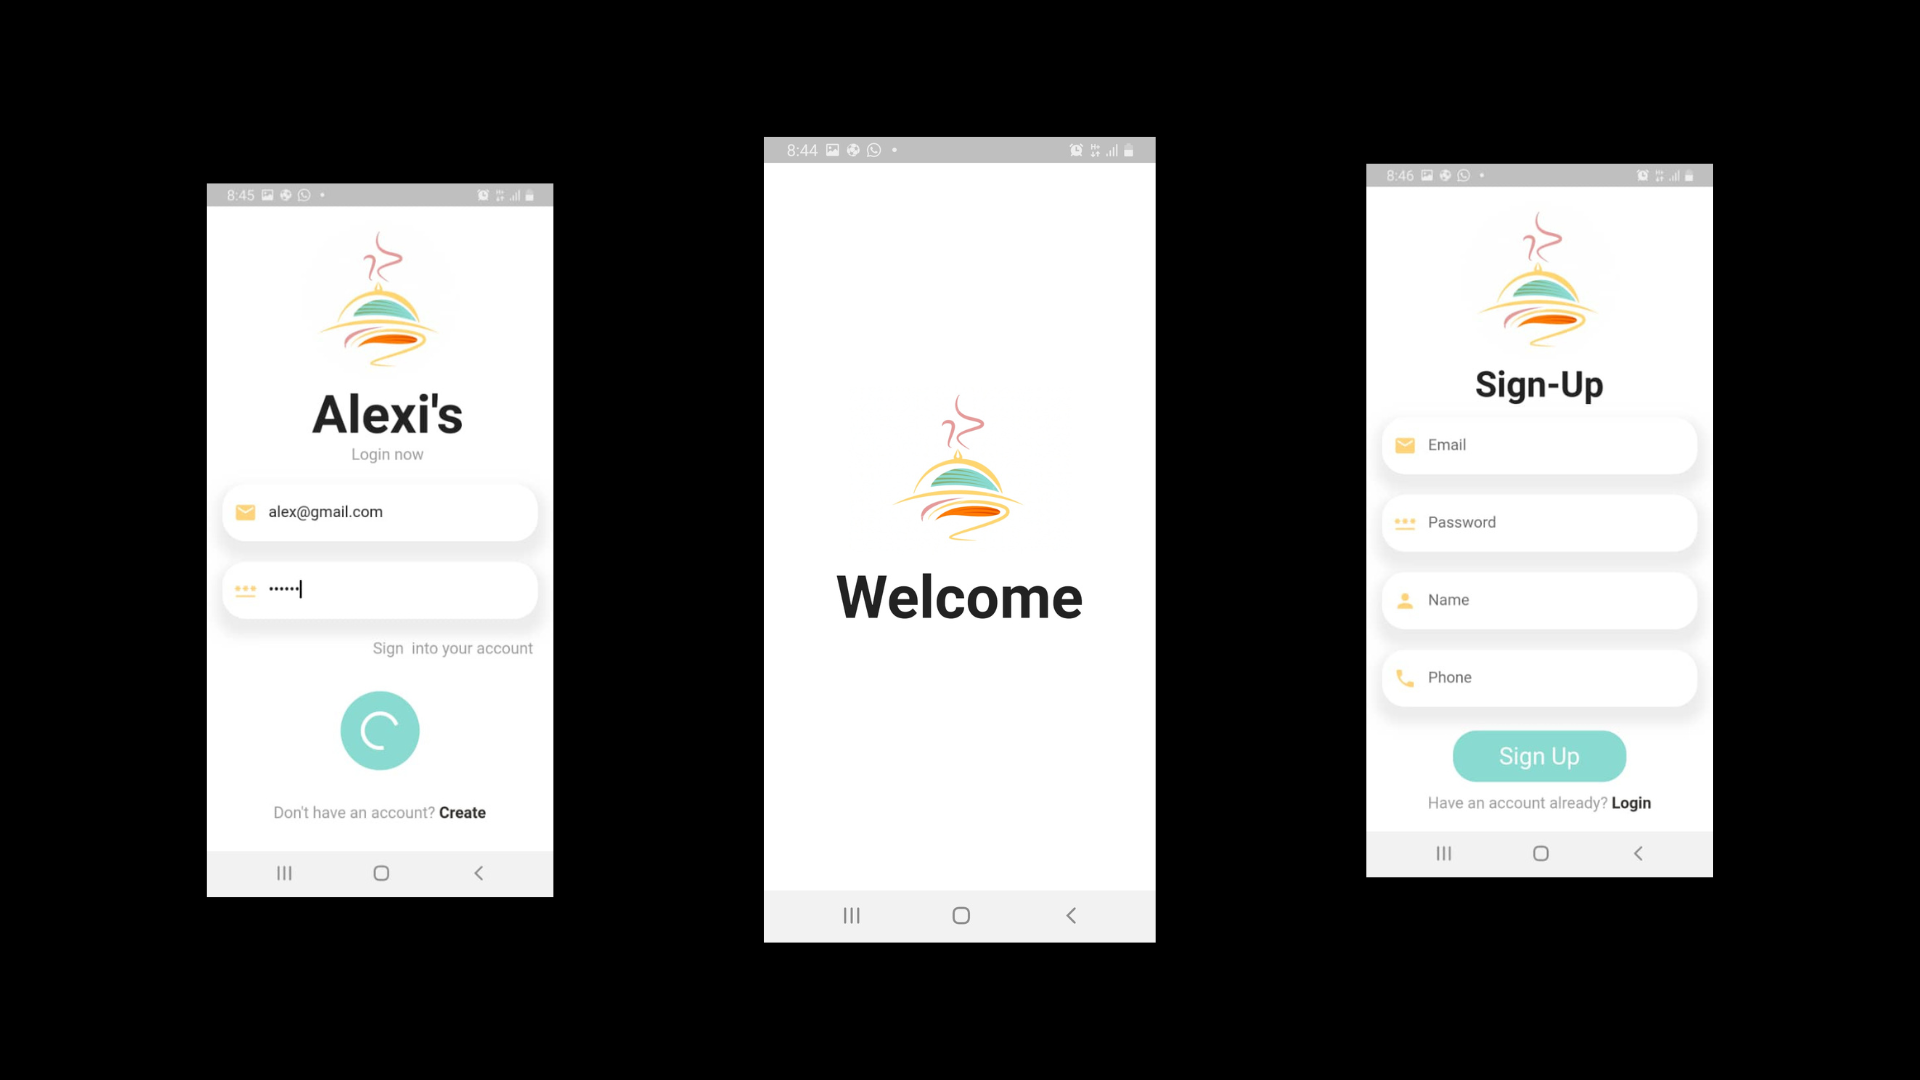 8:45
Alexi's
Login now
alex@gmail.com
••••••
Sign  into your account
Don't have an account? Create
8:44
Welcome
8:46
Sign-Up
Email
Password
Name
Phone
Sign Up
Have an account already? Login